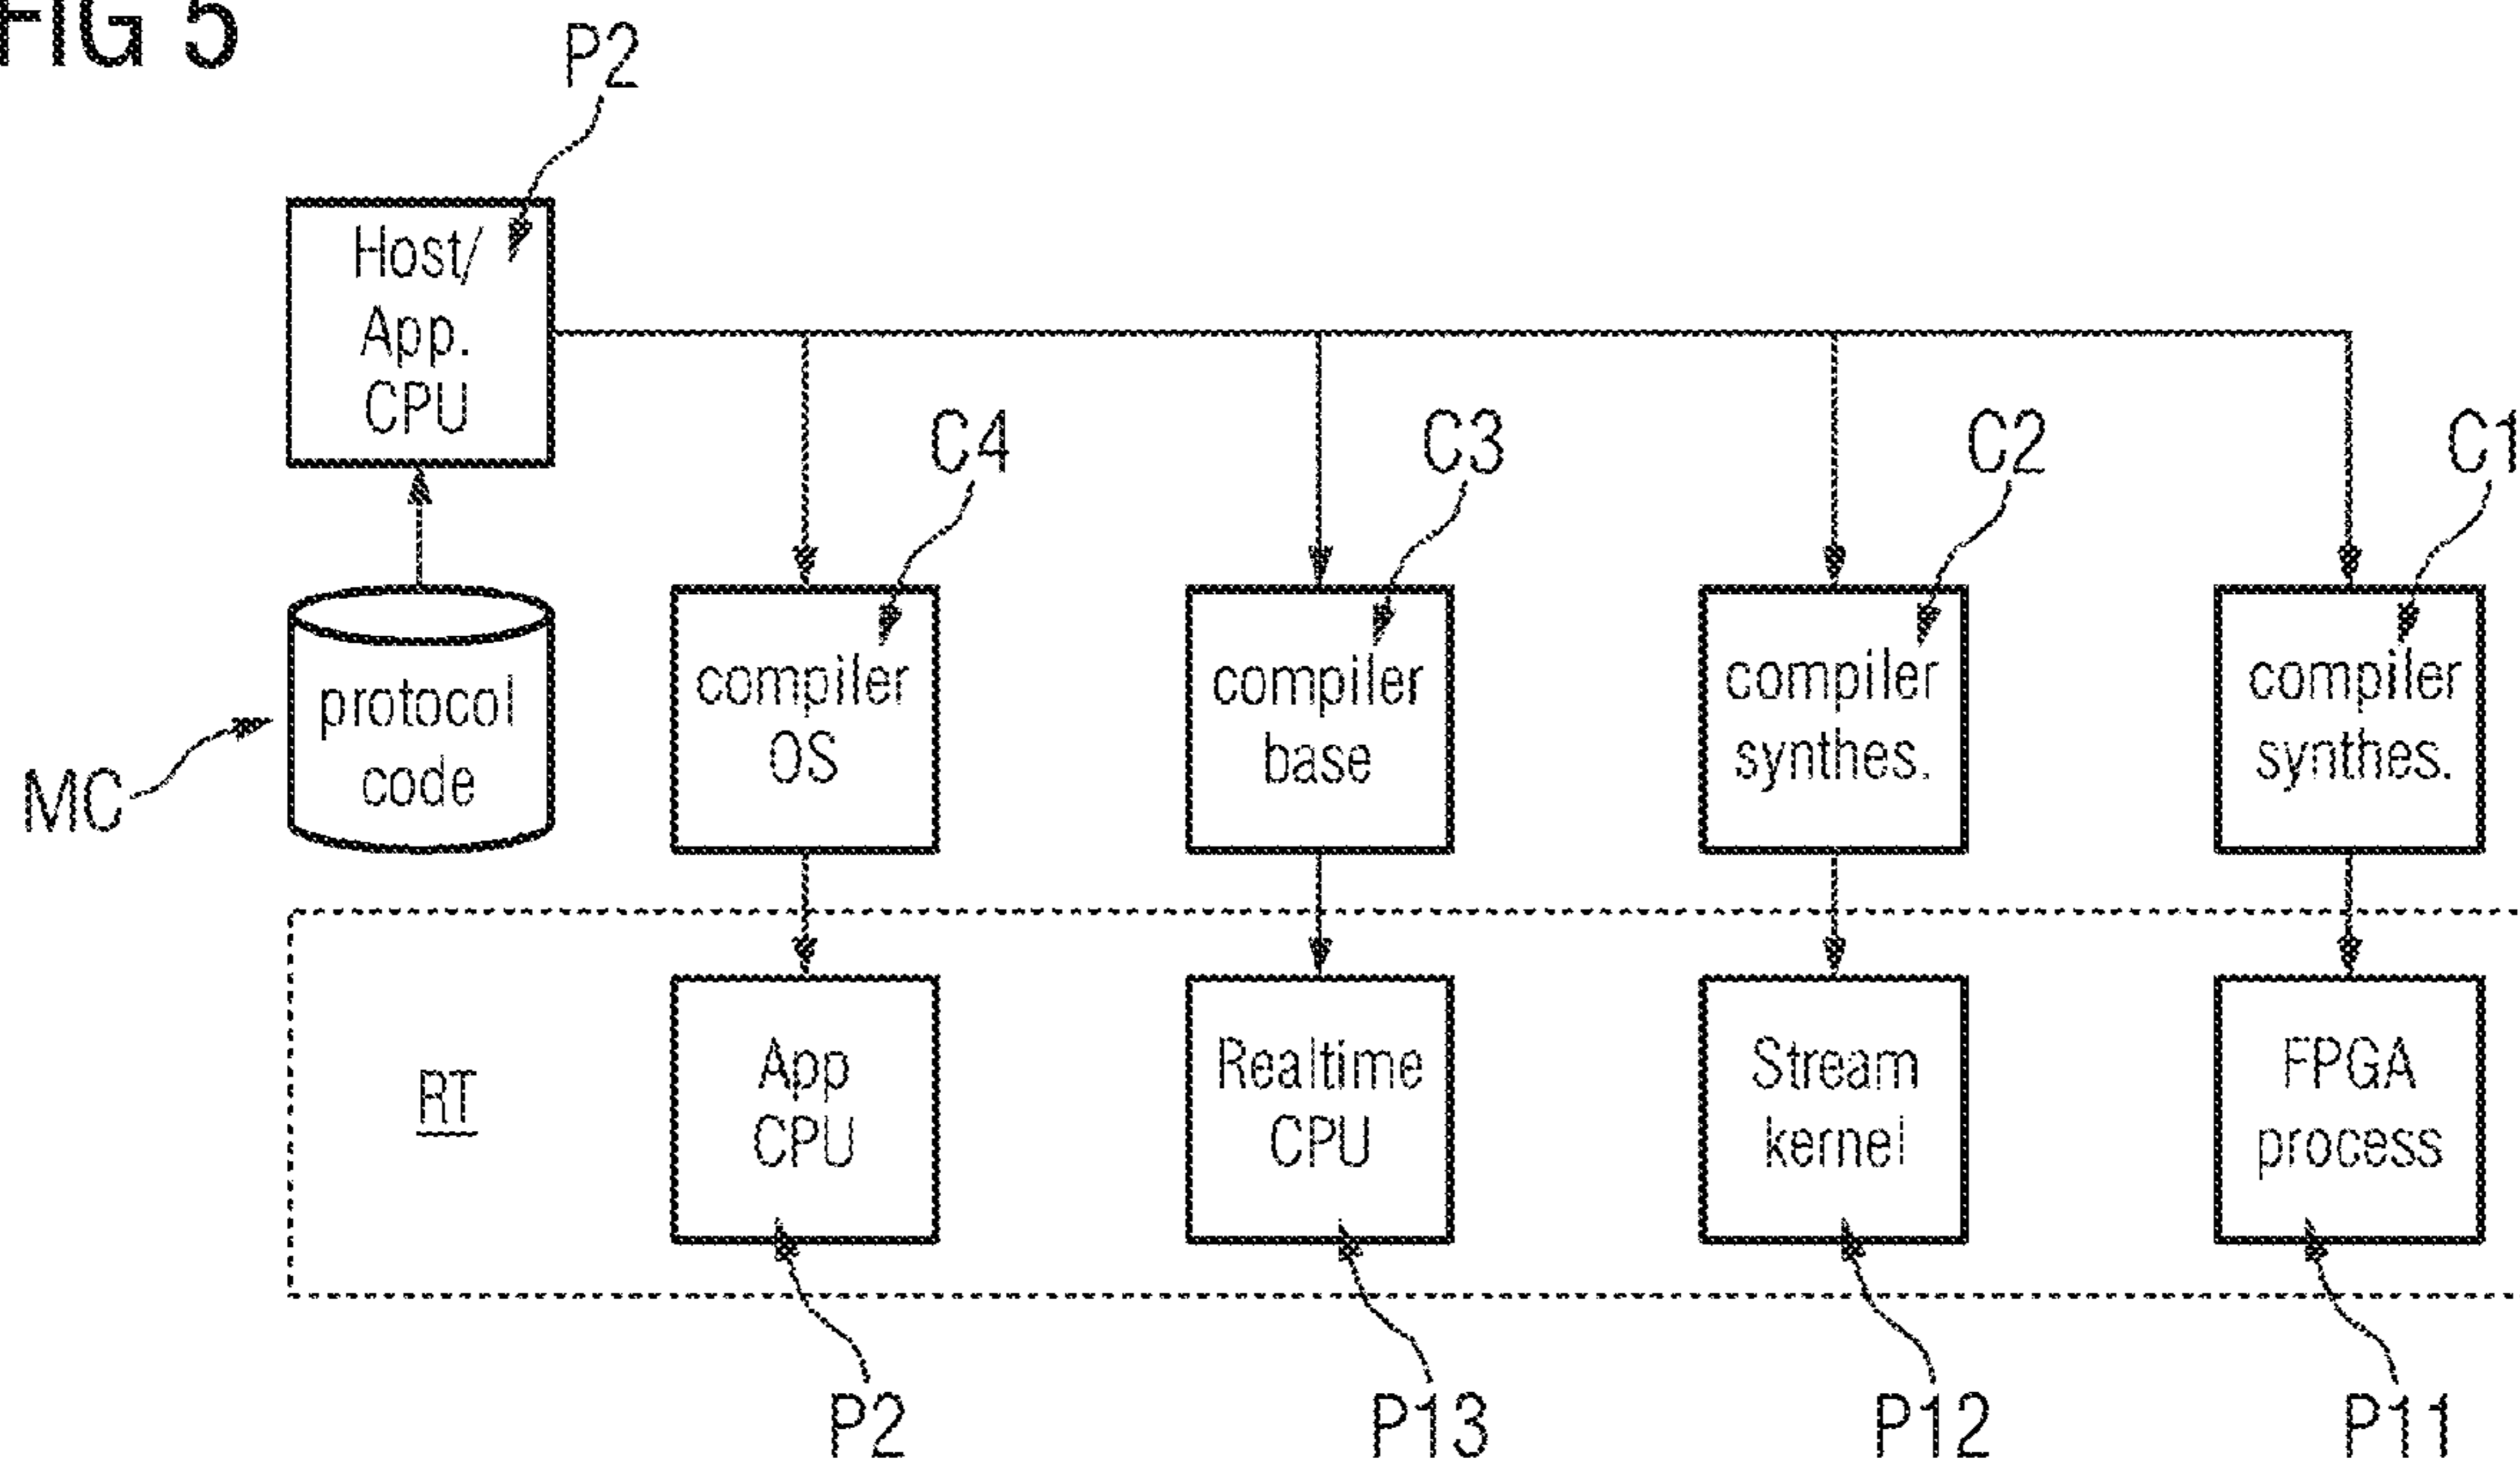 FIG 5
P2
Host/
App.
CPU
C4
C3
C2
C1
protocol
code
MC
compiler
OS
compiler
base
compiler
synthes.
compiler
synthes.
RT
App
CPU
Realtime
CPU
Stream
kernel
FPGA
process
P2
P13
P12
P11